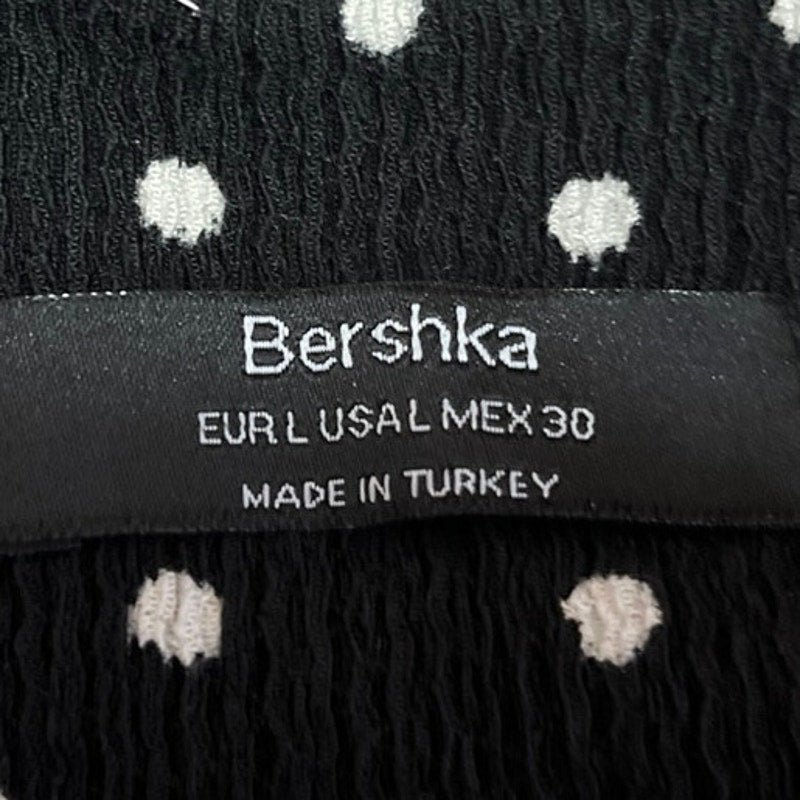 Bershka
EUR L USA L MEX 30
MADE IN TURKEY